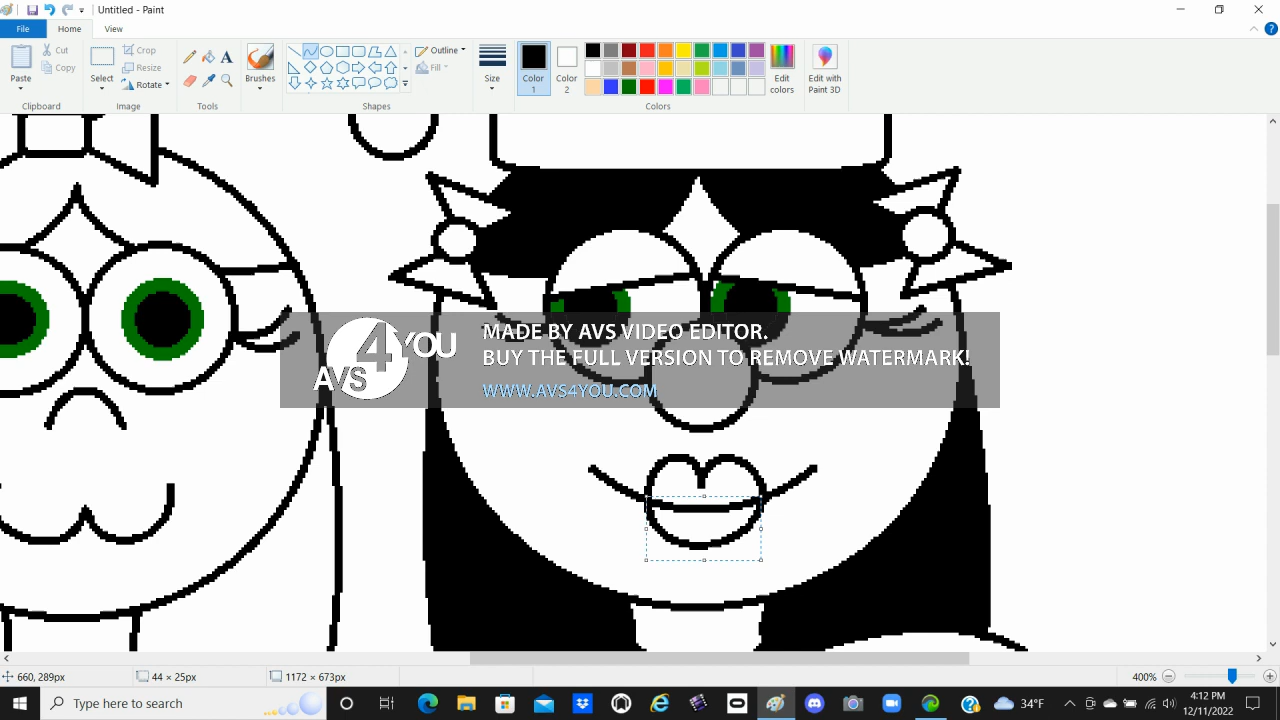 Untitled - Paint
File
Home
View
Paste
Cut
Copy
Clipboard
Select
Crop
Resize
Rotate
Image
Tools
Brushes
Shapes
Outline
Fill
Size
Color 1
Color 2
Edit colors
Colors
Edit with Paint 3D
AVS4YOU
MADE BY AVS VIDEO EDITOR.
BUY THE FULL VERSION TO REMOVE WATERMARK!
WWW.AVS4YOU.COM
660, 289px
44 × 25px
1172 × 673px
400%
Type here to search
34°F
4:12 PM
12/11/2022